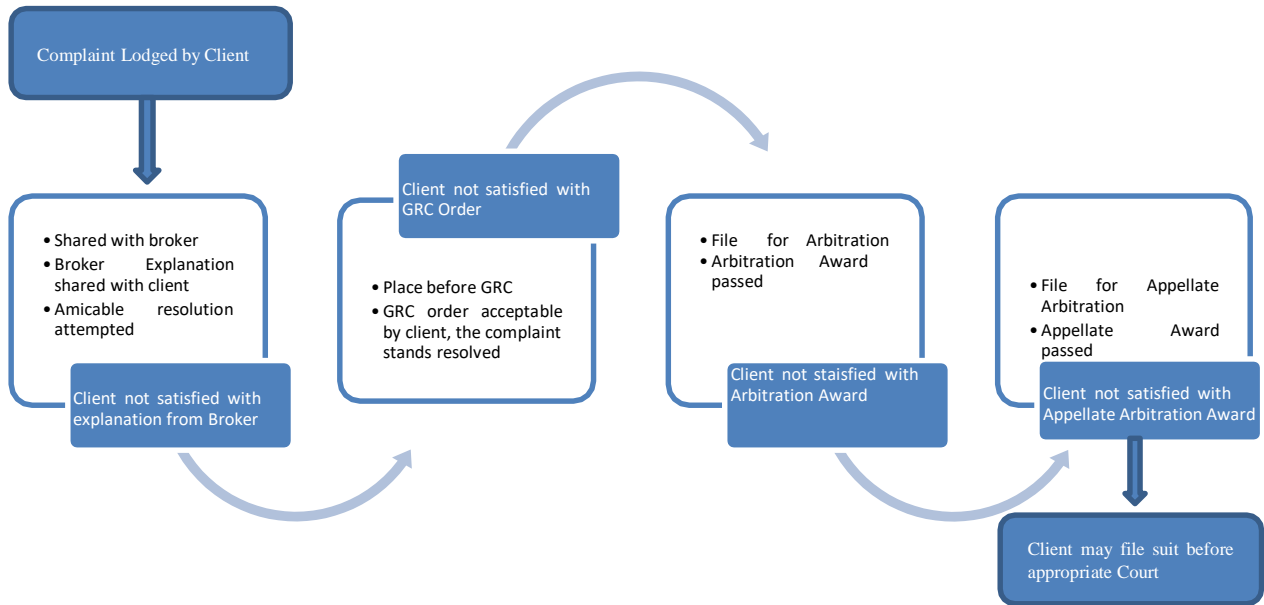 Complaint Lodged by Client
• Shared with broker
• Broker Explanation
shared with client
• Amicable resolution
attempted
Client not satisfied with
explanation from Broker
Client not satisfied with
GRC Order
• Place before GRC
• GRC order acceptable
by client, the complaint
stands resolved
• File for Arbitration
• Arbitration Award
passed
Client not staisfied with
Arbitration Award
• File for Appellate
Arbitration
• Appellate Award
passed
Client not satisfied with
Appellate Arbitration Award
Client may file suit before
appropriate Court